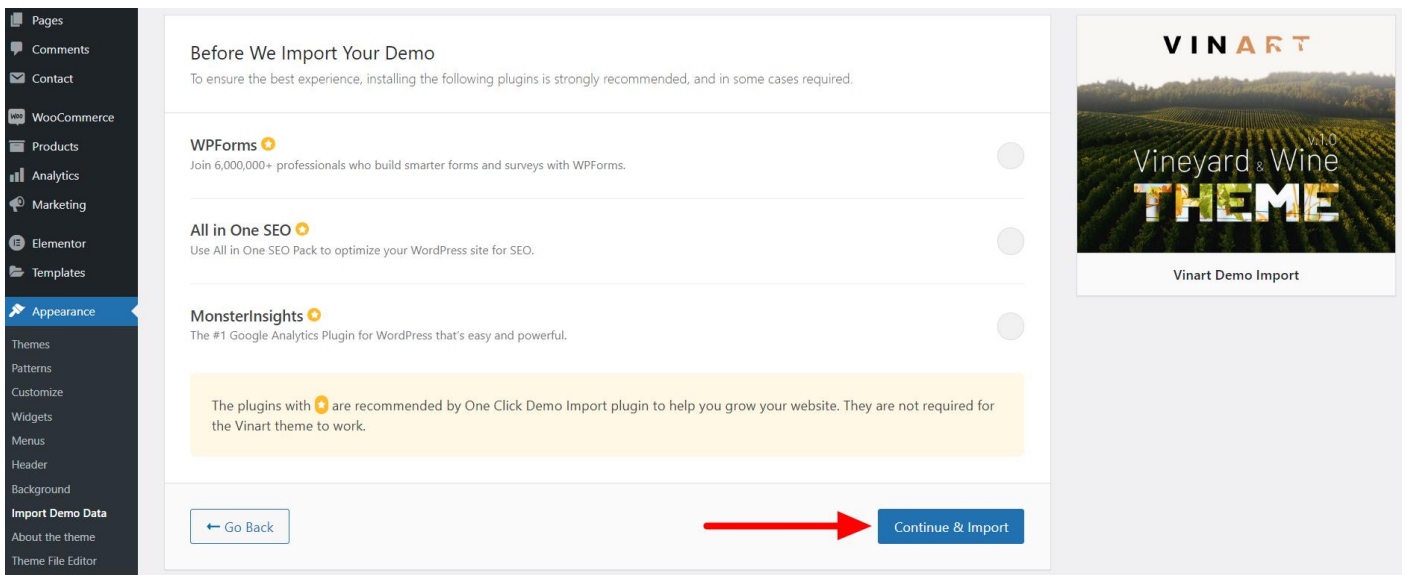 Pages
Comments
Contact
WooCommerce
Products
Analytics
Marketing
Elementor
Templates
Appearance
Themes
Patterns
Customize
Widgets
Menus
Header
Background
Import Demo Data
About the theme
Theme File Editor
Before We Import Your Demo
To ensure the best experience, installing the following plugins is strongly recommended, and in some cases required.
WPForms
Join 6,000,000+ professionals who build smarter forms and surveys with WPForms.
All in One SEO
Use All in One SEO Pack to optimize your WordPress site for SEO.
MonsterInsights
The #1 Google Analytics Plugin for WordPress that's easy and powerful.
The plugins with are recommended by One Click Demo Import plugin to help you grow your website. They are not required for
the Vinart theme to work.
← Go Back
Continue & Import
VINART
v.1.0
Vineyard & Wine
THEME
Vinart Demo Import